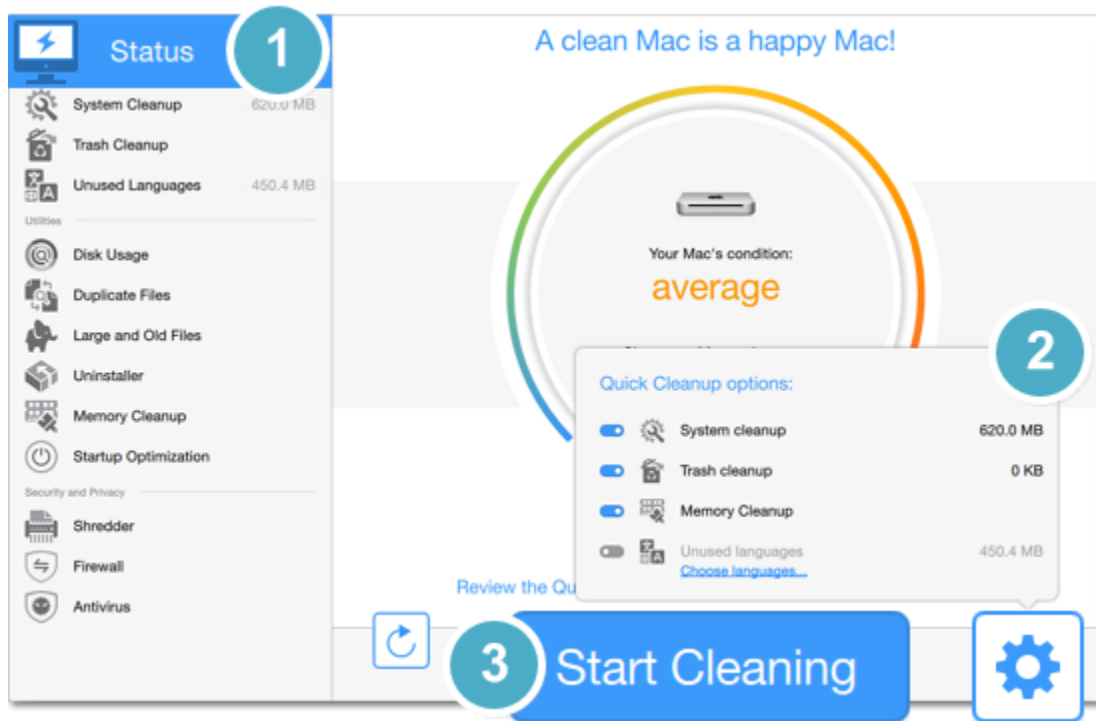 Status
1
System Cleanup 620.0 MB
Trash Cleanup
Unused Languages 450.4 MB
Utilities
Disk Usage
Duplicate Files
Large and Old Files
Uninstaller
Memory Cleanup
Startup Optimization
Security and Privacy
Shredder
Firewall
Antivirus
A clean Mac is a happy Mac!
Your Mac's condition:
average
2
Quick Cleanup options:
System cleanup 620.0 MB
Trash cleanup 0 KB
Memory Cleanup
Unused languages 450.4 MB
Choose languages...
Review the Qu
3
Start Cleaning